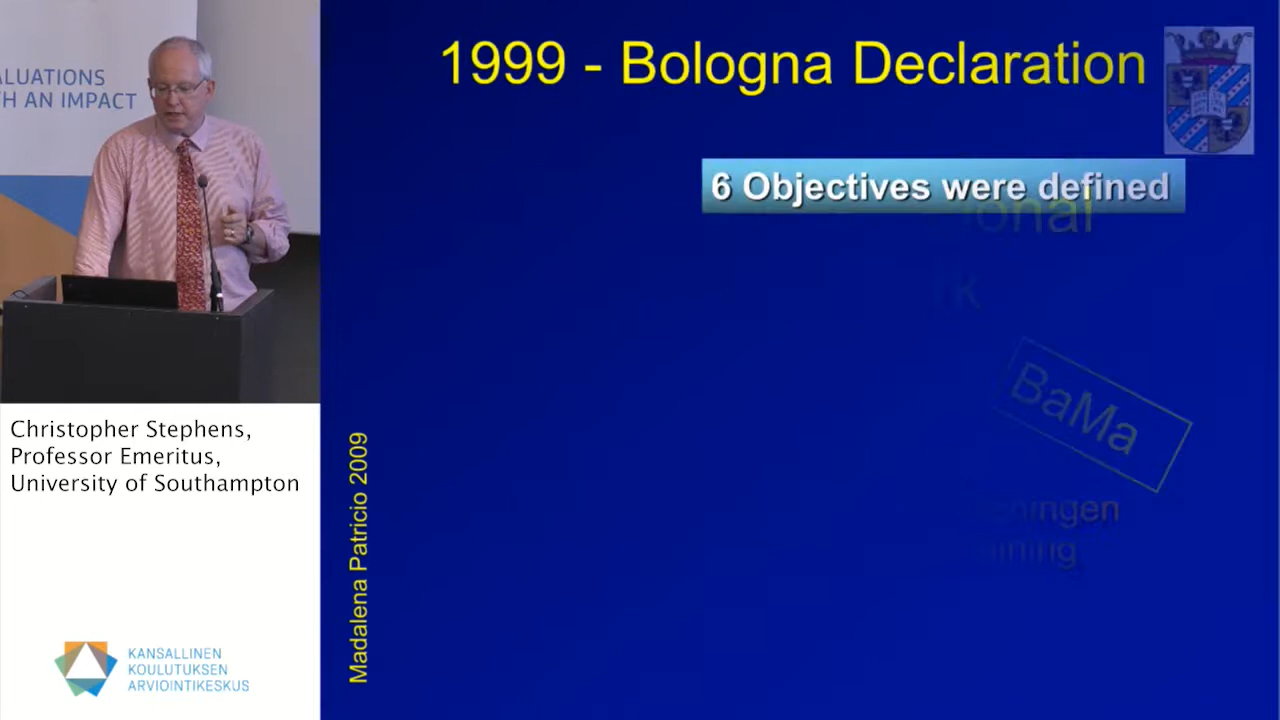 ALUATIONS
H AN IMPACT
Christopher Stephens,
Professor Emeritus,
University of Southampton
KANSALLINEN
KOULUTUKSEN
ARVIOINTIKESKUS
1999 - Bologna Declaration
6 Objectives were defined
BaMa
Madalena Patricio 2009